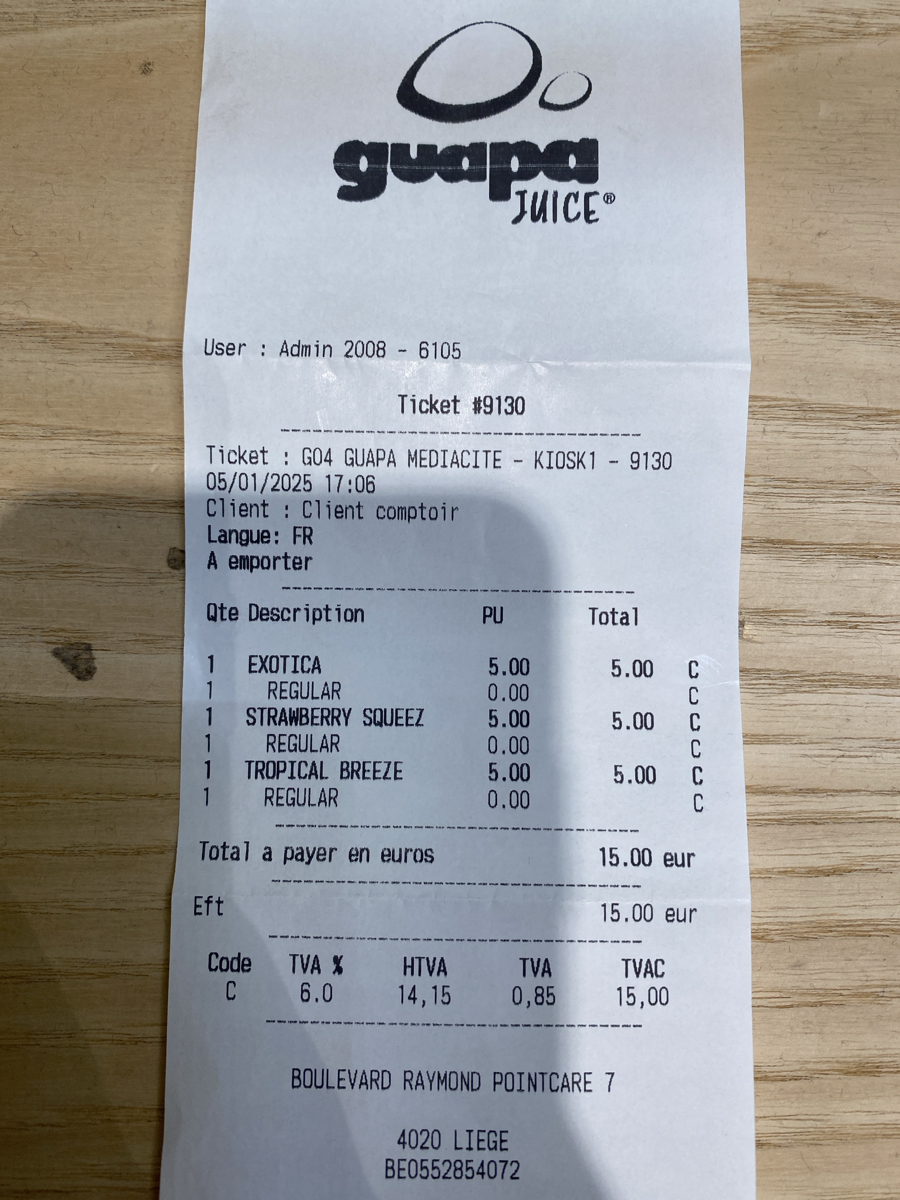 guapa
JUICE®
User : Admin 2008 - 6105
Ticket #9130
Ticket : G04 GUAPA MEDIACITE - KIOSK1 - 9130
05/01/2025 17:06
Client : Client comptoir
Langue: FR
A emporter
Qte Description PU Total
1 EXOTICA 5.00 5.00 C
1 REGULAR 0.00 C
1 STRAWBERRY SQUEEZ 5.00 5.00 C
1 REGULAR 0.00 C
1 TROPICAL BREEZE 5.00 5.00 C
1 REGULAR 0.00 C
Total a payer en euros 15.00 eur
Eft 15.00 eur
Code TVA % HTVA TVA TVAC
C 6.0 14,15 0,85 15,00
BOULEVARD RAYMOND POINTCARE 7
4020 LIEGE
BE0552854072